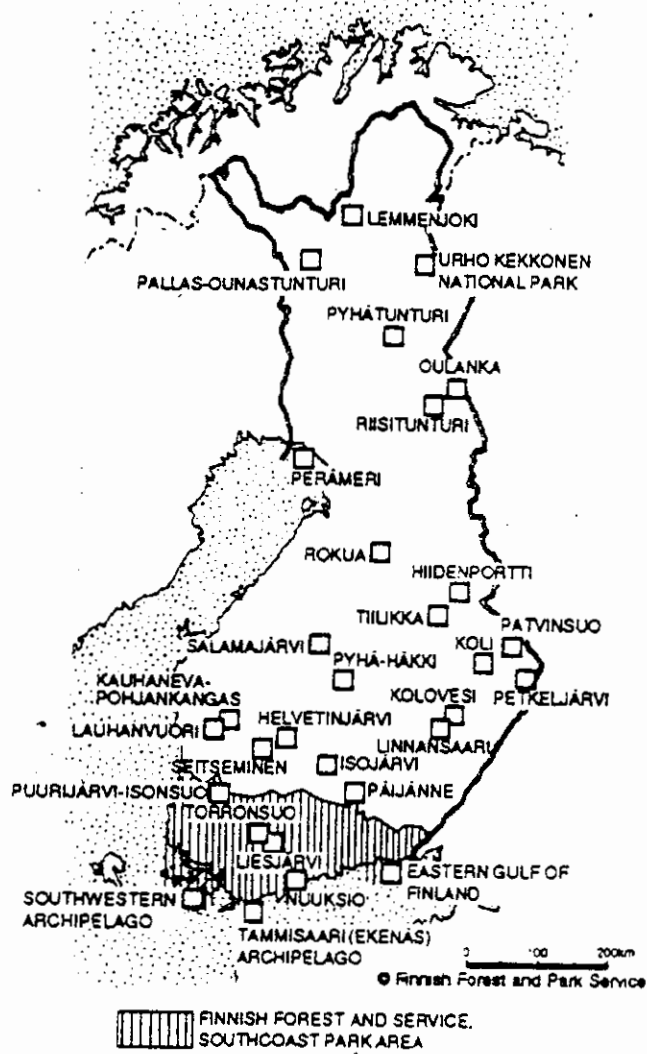 LEMMENJOKI
PALLAS-OUNASTUNTURI
URHO KEKKONEN
NATIONAL PARK
PYHÄTUNTURI
OULANKA
RIISITUNTURI
PERÄMERI
ROKUA
HIIDENPORTTI
TIILIKKA
PATVINSUO
SALAMAJÄRVI
KOLI
PYHÄ-HÄKKI
PETKELJÄRVI
KAUHANEVA-
POHJANKANGAS
KOLOVESI
LAUHANVUORI
HELVETINJÄRVI
LINNANSAARI
SEITSEMINEN
ISOJÄRVI
PUURIJÄRVI-ISONSUO
PÄIJÄNNE
TORRONSUO
LIESJÄRVI
EASTERN GULF OF
FINLAND
SOUTHWESTERN
ARCHIPELAGO
NUUKSIO
TAMMISAARI (EKENÄS)
ARCHIPELAGO
0 100 200km
© Finnish Forest and Park Service
FINNISH FOREST AND SERVICE.
SOUTHCOAST PARK AREA